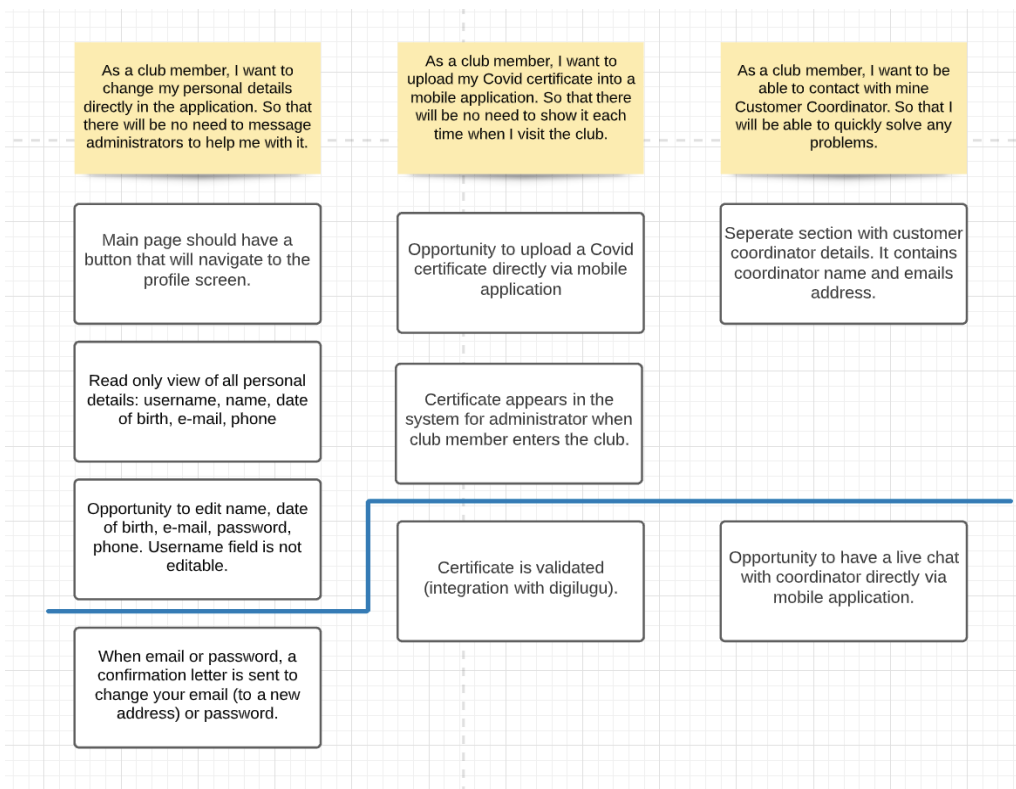 As a club member, I want to
change my personal details
directly in the application. So that
there will be no need to message
administrators to help me with it.
As a club member, I want to
upload my Covid certificate into a
mobile application. So that there
will be no need to show it each
time when I visit the club.
As a club member, I want to be
able to contact with mine
Customer Coordinator. So that I
will be able to quickly solve any
problems.
Main page should have a
button that will navigate to the
profile screen.
Opportunity to upload a Covid
certificate directly via mobile
application
Seperate section with customer
coordinator details. It contains
coordinator name and emails
address.
Read only view of all personal
details: username, name, date
of birth, e-mail, phone
Certificate appears in the
system for administrator when
club member enters the club.
Opportunity to edit name, date
of birth, e-mail, password,
phone. Username field is not
editable.
Certificate is validated
(integration with digilugu).
Opportunity to have a live chat
with coordinator directly via
mobile application.
When email or password, a
confirmation letter is sent to
change your email (to a new
address) or password.